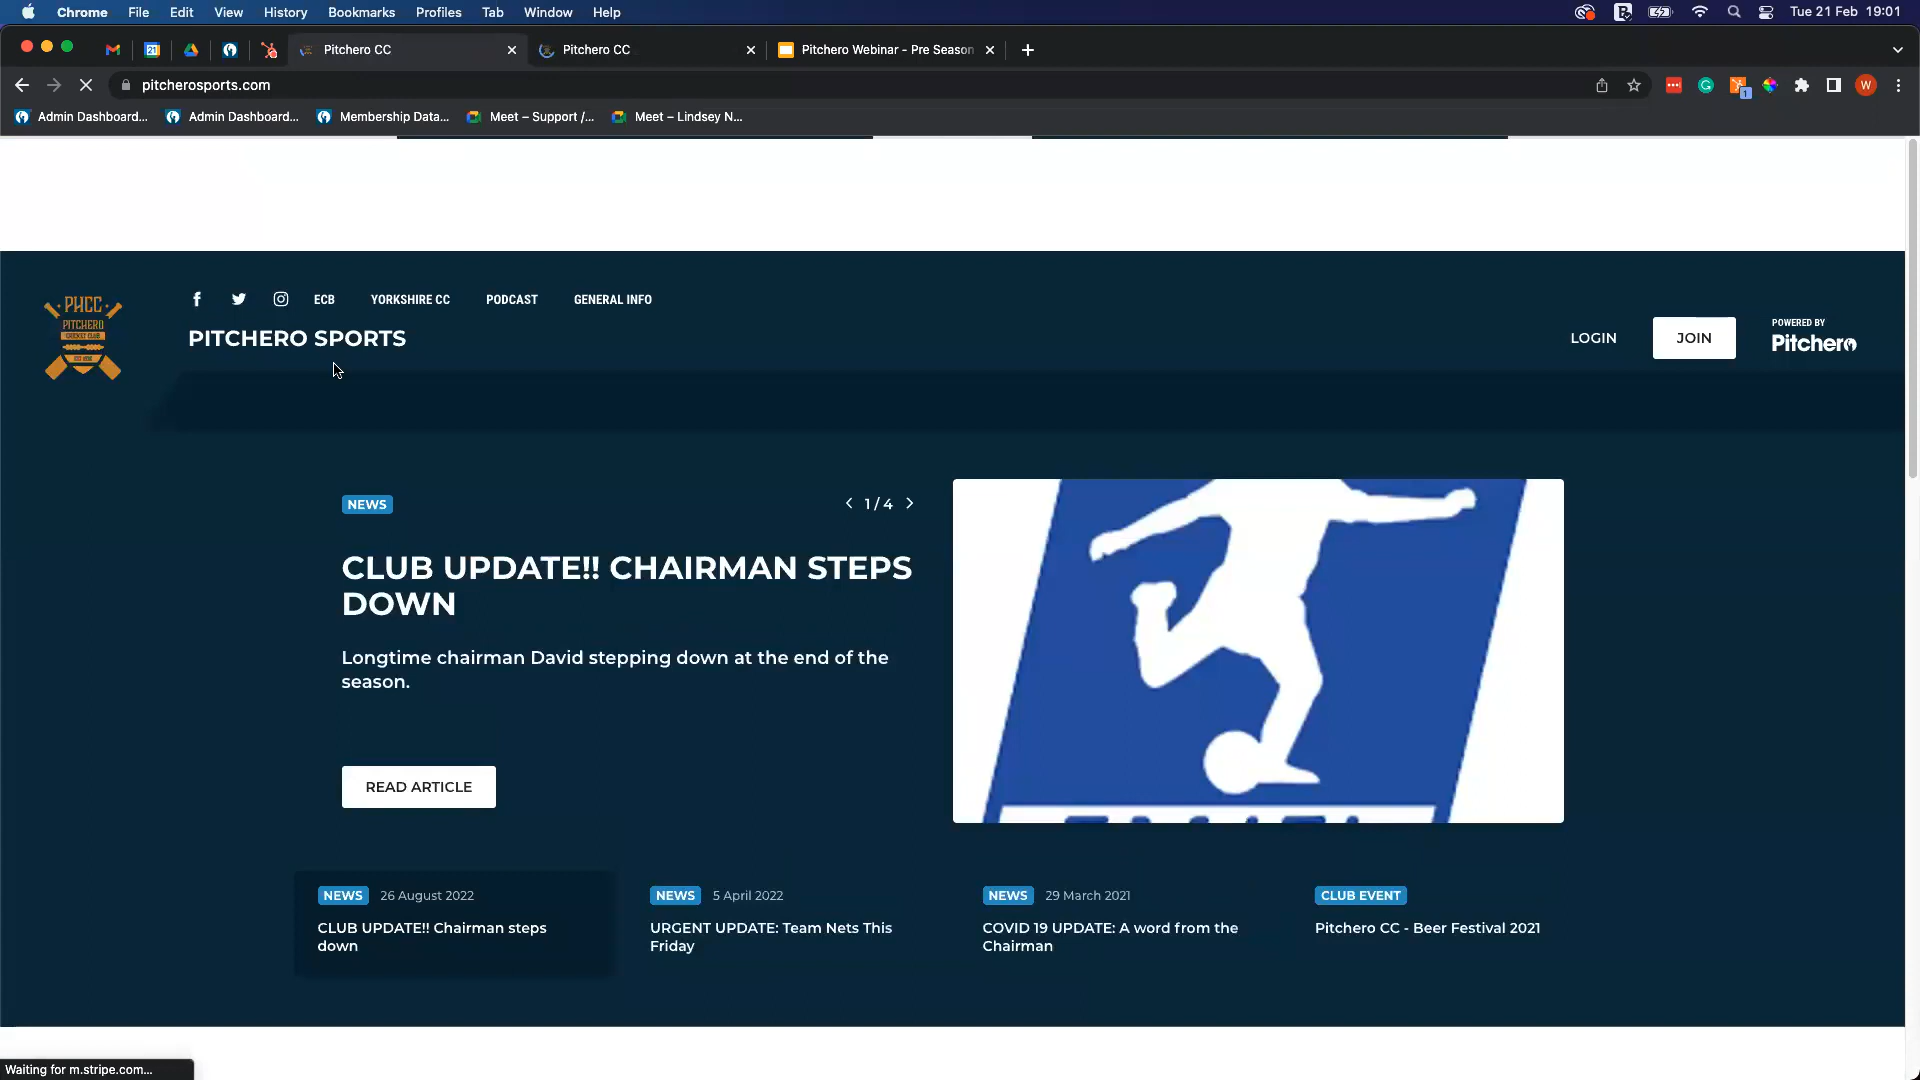 Chrome File Edit View History Bookmarks Profiles Tab Window Help Tue 21 Feb 19:01
21 Pitchero CC Pitchero CC Pitchero Webinar - Pre Season
pitcherosports.com 1 W
Admin Dashboard... Admin Dashboard... Membership Data... Meet – Support /... Meet – Lindsey N...
PHCC
PITCHERO
CRICKET CLUB
ECB YORKSHIRE CC PODCAST GENERAL INFO
PITCHERO SPORTS
LOGIN JOIN
POWERED BY
Pitchero
NEWS 1 / 4
CLUB UPDATE!! CHAIRMAN STEPS
DOWN
Longtime chairman David stepping down at the end of the
season.
READ ARTICLE
NEWS 26 August 2022
CLUB UPDATE!! Chairman steps
down
NEWS 5 April 2022
URGENT UPDATE: Team Nets This
Friday
NEWS 29 March 2021
COVID 19 UPDATE: A word from the
Chairman
CLUB EVENT
Pitchero CC - Beer Festival 2021
Waiting for m.stripe.com...